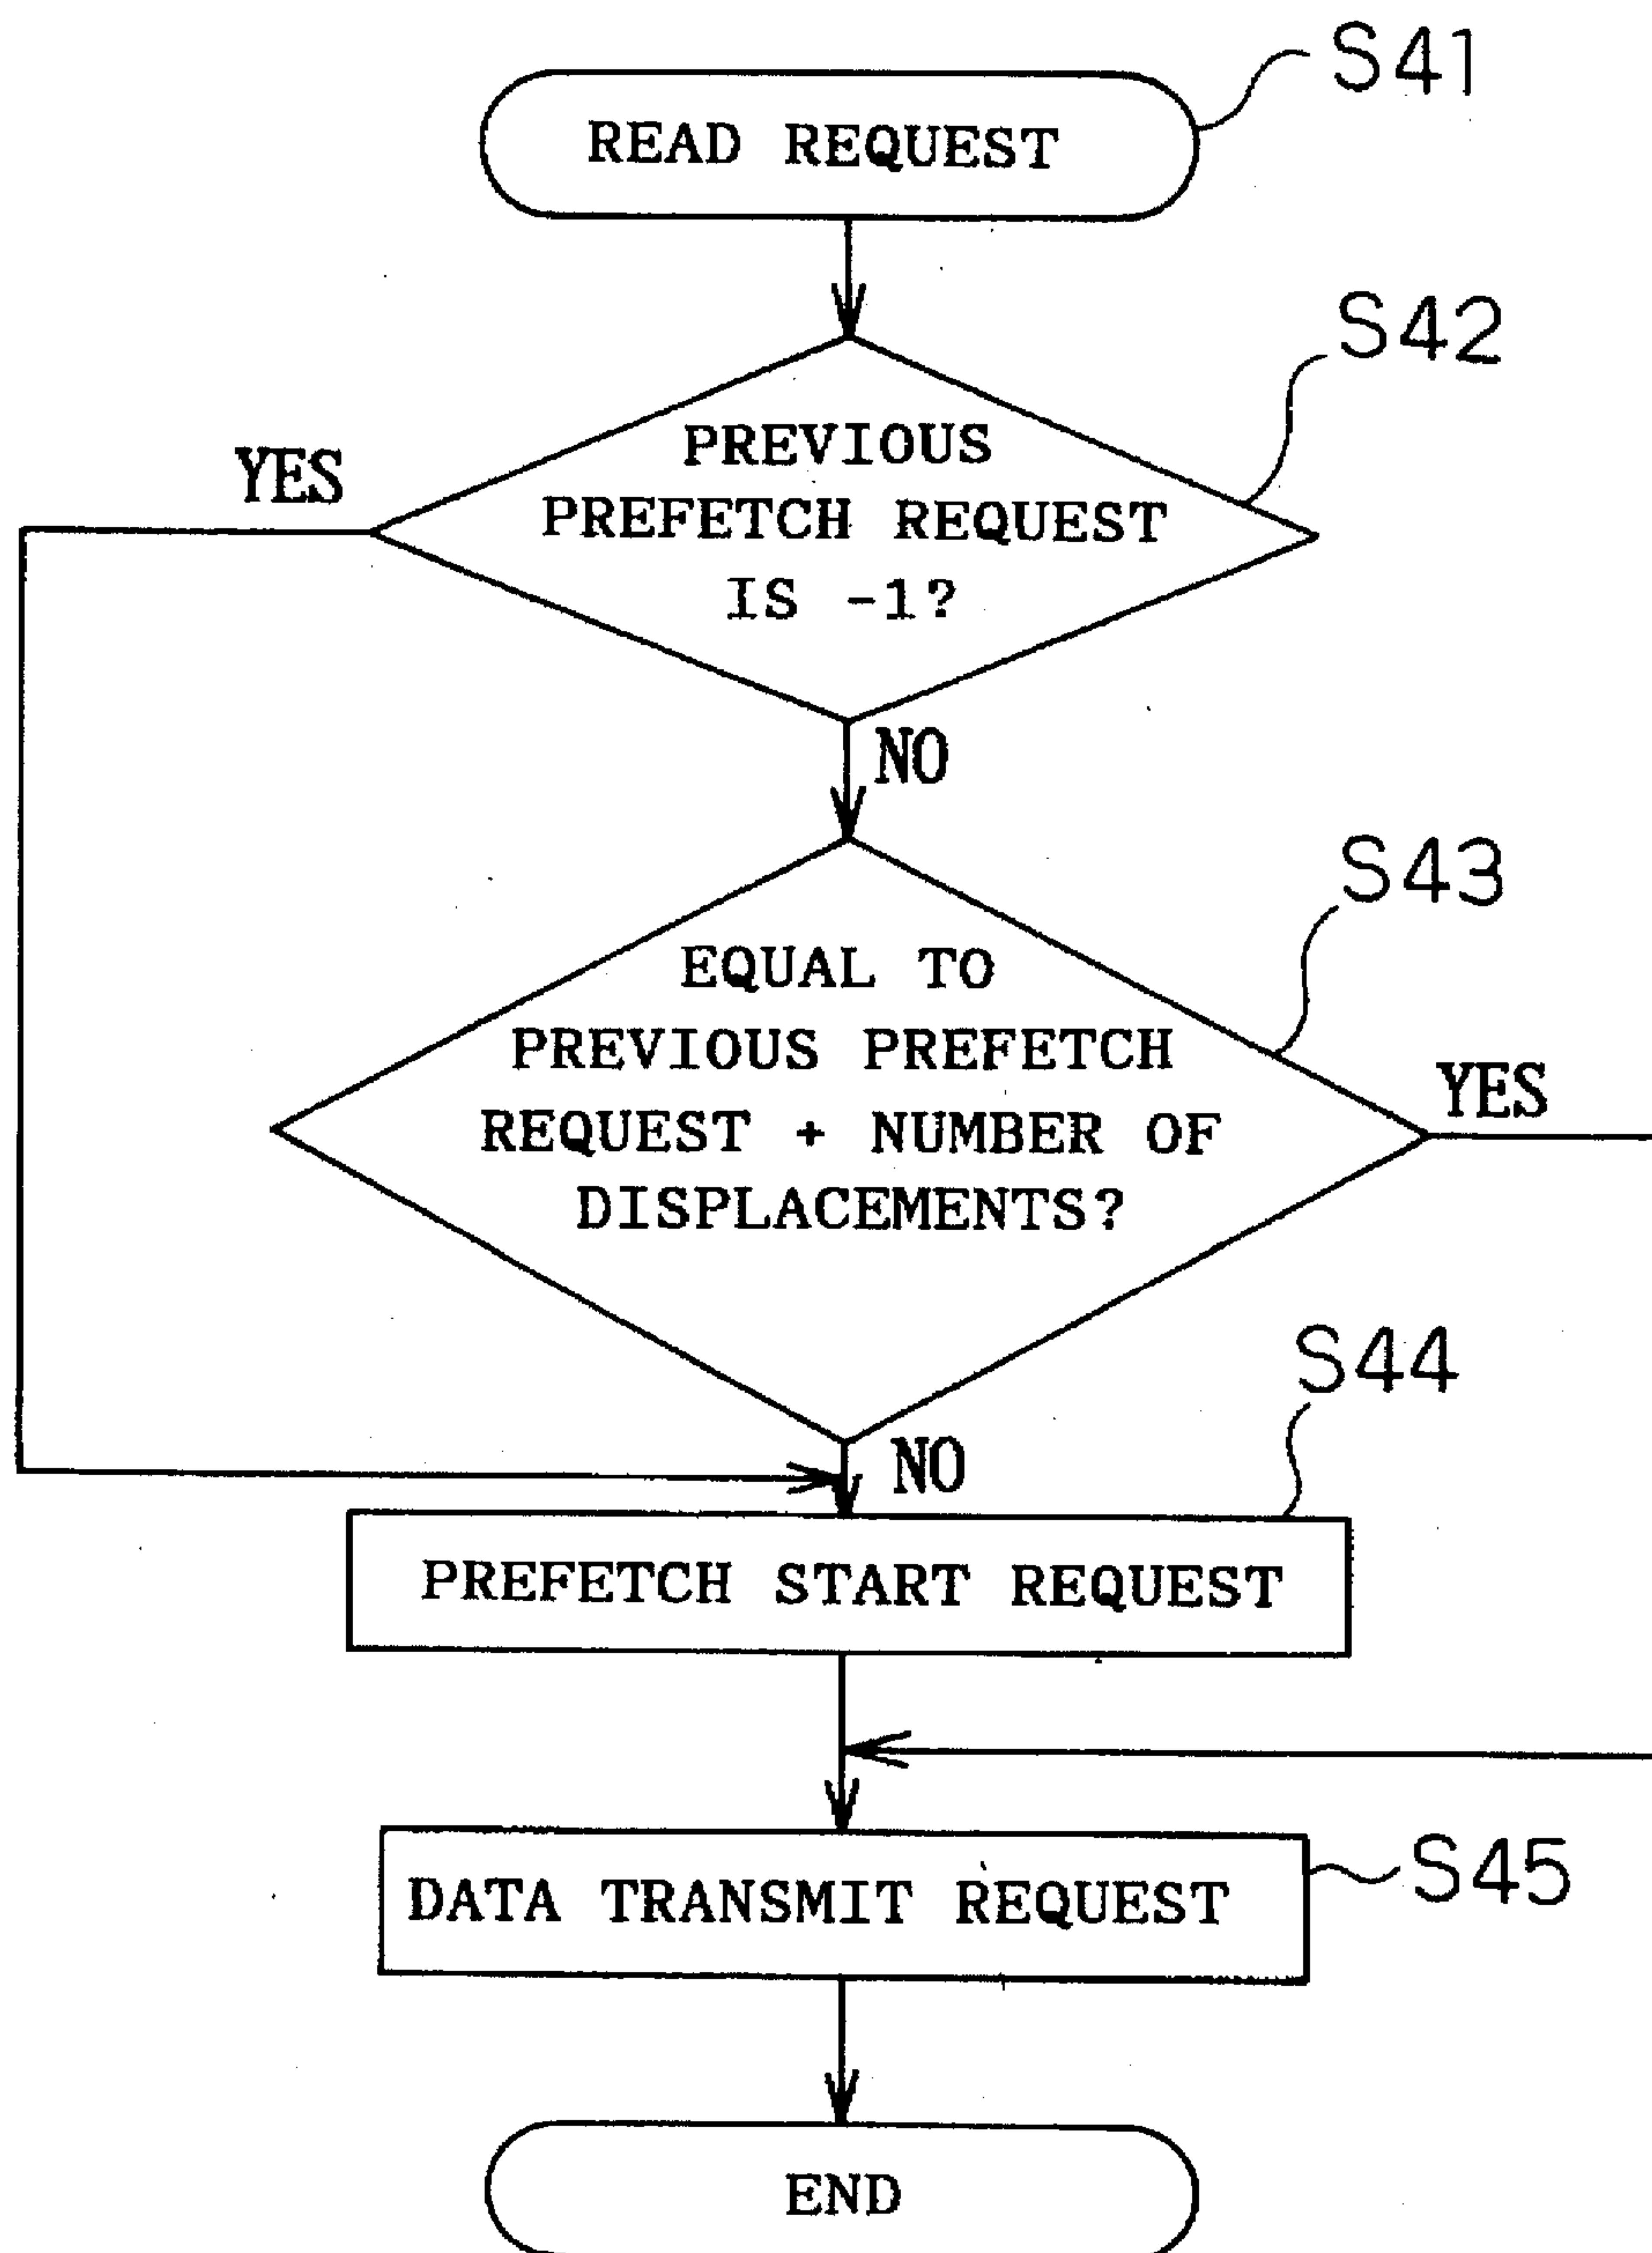 S41
READ REQUEST
S42
PREVIOUS
YES
PREFETCH REQUEST
IS -1?
NO
S43
EQUAL TO
PREVIOUS PREFETCH
YES
REQUEST + NUMBER OF
DISPLACEMENTS?
S44
NO
PREFETCH START REQUEST
DATA TRANSMIT REQUEST
S45
END